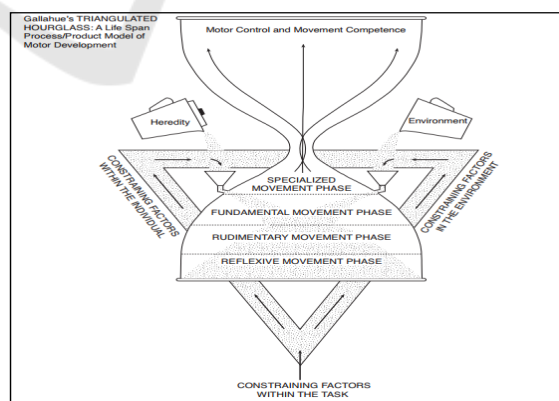 Gallahue's TRIANGULATED
HOURGLASS: A Life Span
Process/Product Model of
Motor Development
Motor Control and Movement Competence
Heredity
Environment
CONSTRAINING FACTORS
WITHIN THE INDIVIDUAL
CONSTRAINING FACTORS
IN THE ENVIRONMENT
SPECIALIZED
MOVEMENT PHASE
FUNDAMENTAL MOVEMENT PHASE
RUDIMENTARY MOVEMENT PHASE
REFLEXIVE MOVEMENT PHASE
CONSTRAINING FACTORS
WITHIN THE TASK